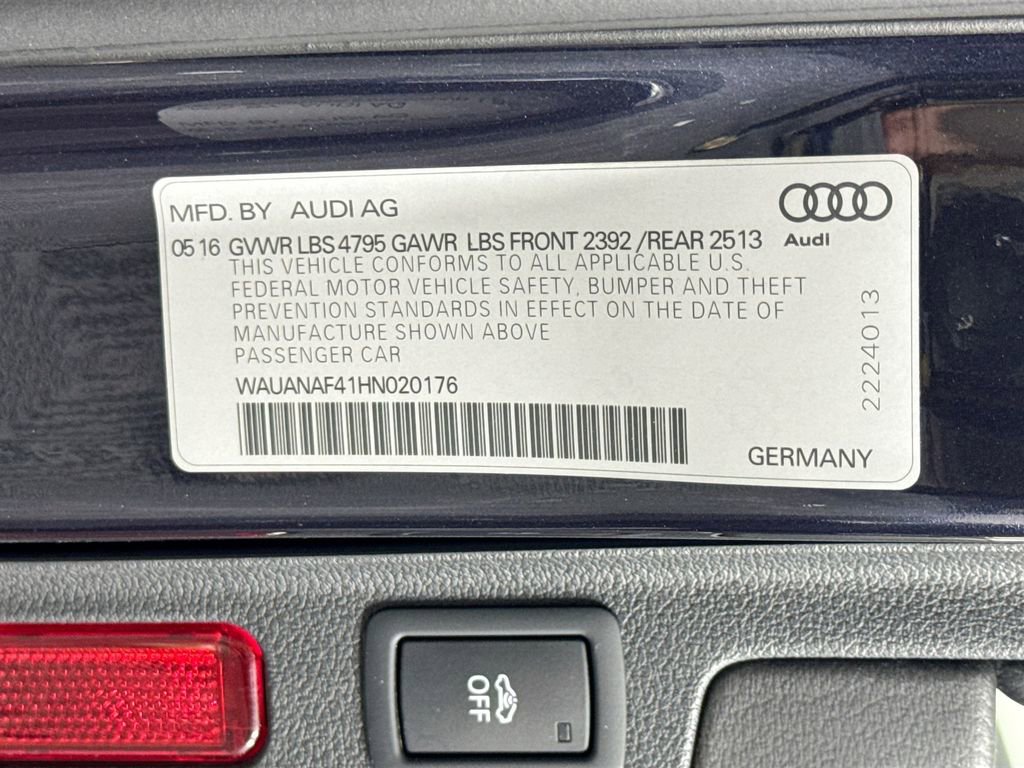 MFD. BY AUDI AG
Audi
05 16 GVWR LBS 4795 GAWR LBS FRONT 2392 /REAR 2513
THIS VEHICLE CONFORMS TO ALL APPLICABLE U.S.
FEDERAL MOTOR VEHICLE SAFETY, BUMPER AND THEFT
PREVENTION STANDARDS IN EFFECT ON THE DATE OF
MANUFACTURE SHOWN ABOVE
PASSENGER CAR
WAUANAF41HN020176
2224013
GERMANY
OFF